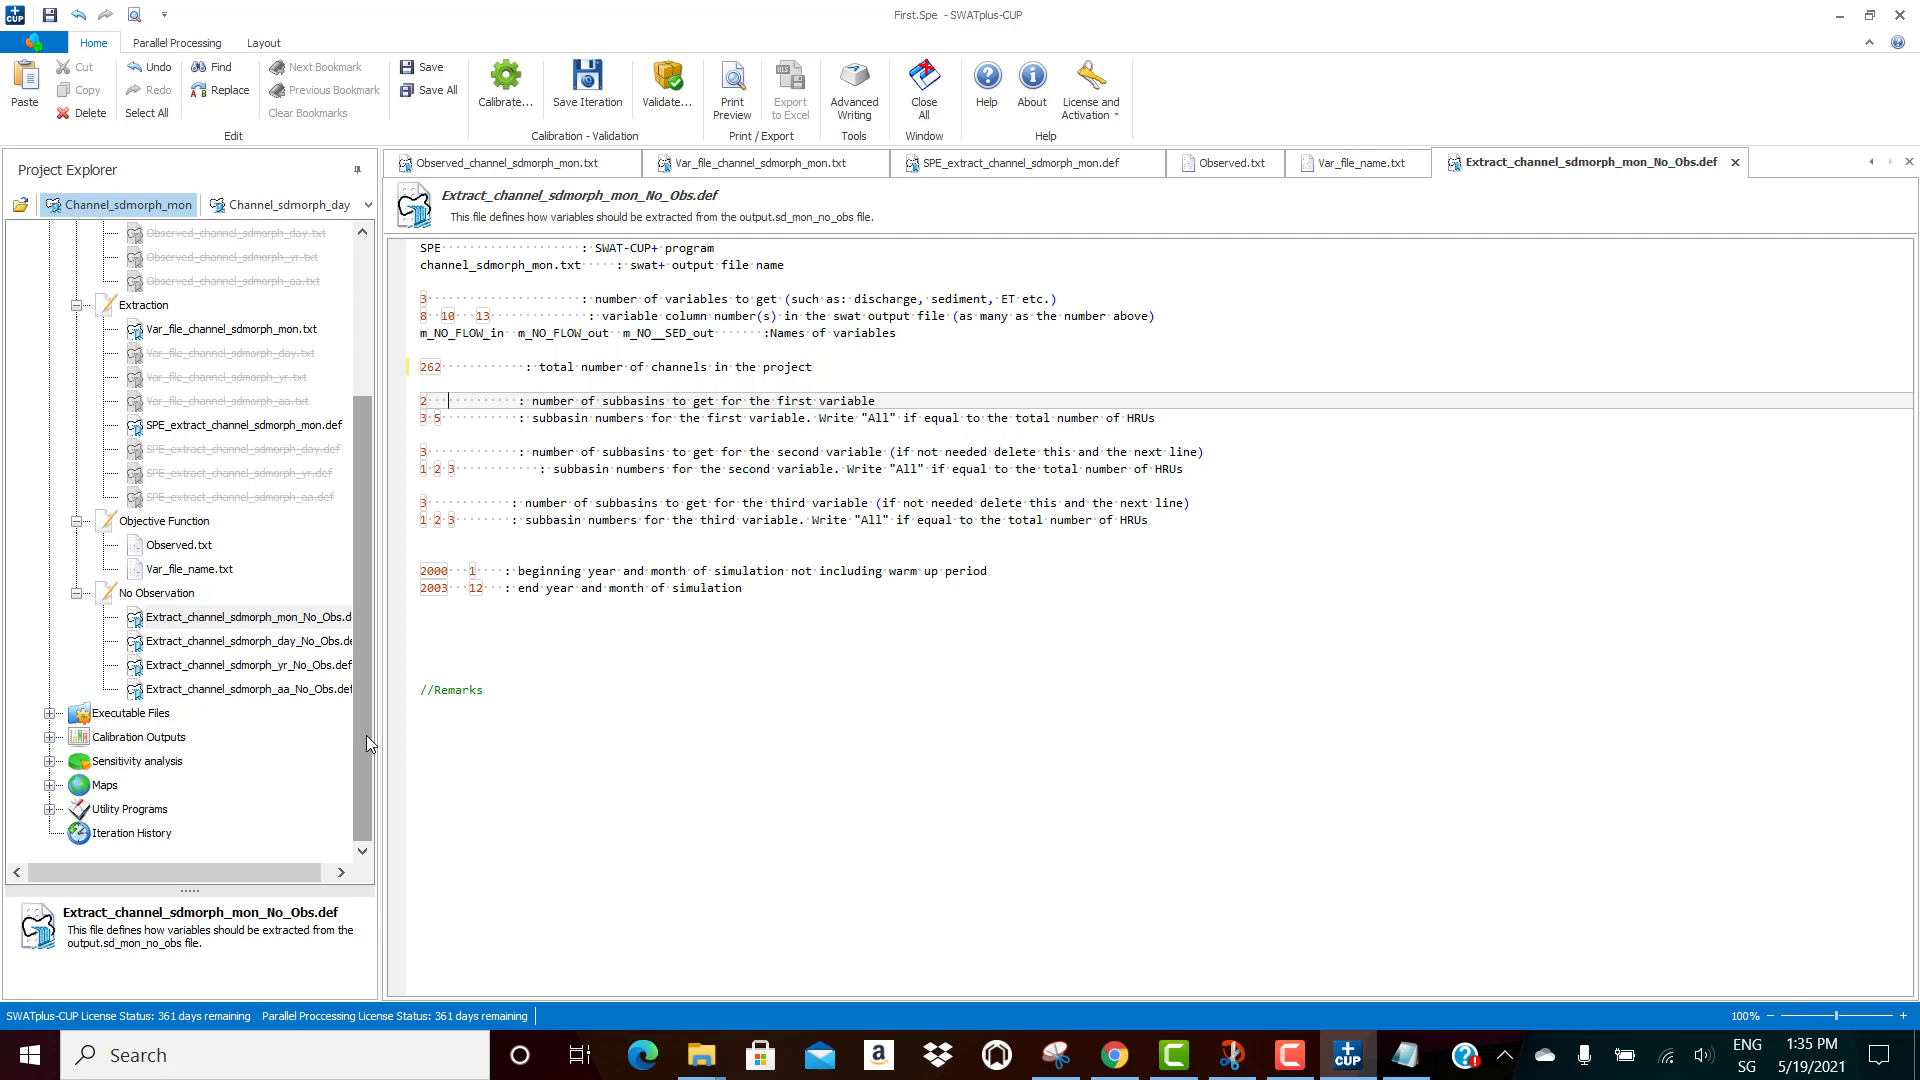 First.Spe - SWATplus-CUP
Home
Parallel Processing
Layout
Paste
Cut
Copy
Delete
Undo
Redo
Select All
Find
Replace
Edit
Next Bookmark
Previous Bookmark
Clear Bookmarks
Save
Save All
Calibrate...
Save Iteration
Validate...
Calibration - Validation
Print Preview
Export to Excel
Print / Export
Advanced Writing
Tools
Close All
Window
Help
About
License and Activation
Help
Project Explorer
Channel_sdmorph_mon
Channel_sdmorph_day
Observed_channel_sdmorph_day.txt
Observed_channel_sdmorph_yr.txt
Observed_channel_sdmorph_aa.txt
Extraction
Var_file_channel_sdmorph_mon.txt
Var_file_channel_sdmorph_day.txt
Var_file_channel_sdmorph_yr.txt
Var_file_channel_sdmorph_aa.txt
SPE_extract_channel_sdmorph_mon.def
SPE_extract_channel_sdmorph_day.def
SPE_extract_channel_sdmorph_yr.def
SPE_extract_channel_sdmorph_aa.def
Objective Function
Observed.txt
Var_file_name.txt
No Observation
Extract_channel_sdmorph_mon_No_Obs.d
Extract_channel_sdmorph_day_No_Obs.de
Extract_channel_sdmorph_yr_No_Obs.def
Extract_channel_sdmorph_aa_No_Obs.def
Executable Files
Calibration Outputs
Sensitivity analysis
Maps
Utility Programs
Iteration History
Extract_channel_sdmorph_mon_No_Obs.def
This file defines how variables should be extracted from the
output.sd_mon_no_obs file.
Observed_channel_sdmorph_mon.txt
Var_file_channel_sdmorph_mon.txt
SPE_extract_channel_sdmorph_mon.def
Observed.txt
Var_file_name.txt
Extract_channel_sdmorph_mon_No_Obs.def
Extract_channel_sdmorph_mon_No_Obs.def
This file defines how variables should be extracted from the output.sd_mon_no_obs file.
SPE : SWAT-CUP+ program
channel_sdmorph_mon.txt : swat+ output file name
3 : number of variables to get (such as: discharge, sediment, ET etc.)
8 10 13 : variable column number(s) in the swat output file (as many as the number above)
m_NO_FLOW_in m_NO_FLOW_out m_NO__SED_out :Names of variables
262 : total number of channels in the project
2 : number of subbasins to get for the first variable
3 5 : subbasin numbers for the first variable. Write "All" if equal to the total number of HRUs
3 : number of subbasins to get for the second variable (if not needed delete this and the next line)
1 2 3 : subbasin numbers for the second variable. Write "All" if equal to the total number of HRUs
3 : number of subbasins to get for the third variable (if not needed delete this and the next line)
1 2 3 : subbasin numbers for the third variable. Write "All" if equal to the total number of HRUs
2000 1 : beginning year and month of simulation not including warm up period
2003 12 : end year and month of simulation
//Remarks
SWATplus-CUP License Status: 361 days remaining
Parallel Proccessing License Status: 361 days remaining
100%
Search
CUP
ENG
SG
1:35 PM
5/19/2021